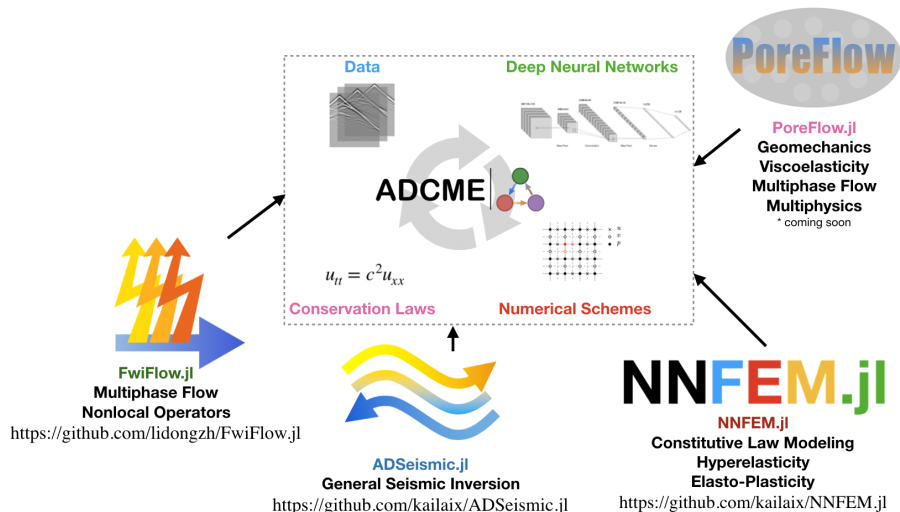 Data
Deep Neural Networks
ADCME
u
v
p
u_tt = c²u_xx
Conservation Laws
Numerical Schemes
PoreFlow
PoreFlow.jl
Geomechanics
Viscoelasticity
Multiphase Flow
Multiphysics
* coming soon
FwiFlow.jl
Multiphase Flow
Nonlocal Operators
https://github.com/lidongzh/FwiFlow.jl
ADSeismic.jl
General Seismic Inversion
https://github.com/kailaix/ADSeismic.jl
NNFEM.jl
NNFEM.jl
Constitutive Law Modeling
Hyperelasticity
Elasto-Plasticity
https://github.com/kailaix/NNFEM.jl